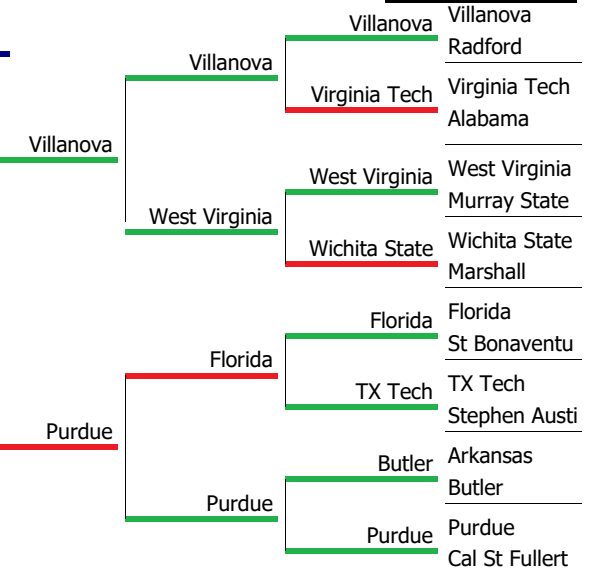 Villanova
Villanova
Radford
Villanova
Virginia Tech
Virginia Tech
Alabama
Villanova
West Virginia
West Virginia
Murray State
West Virginia
Wichita State
Wichita State
Marshall
Florida
Florida
St Bonaventu
Florida
TX Tech
TX Tech
Stephen Austi
Purdue
Butler
Arkansas
Butler
Purdue
Purdue
Purdue
Cal St Fullert